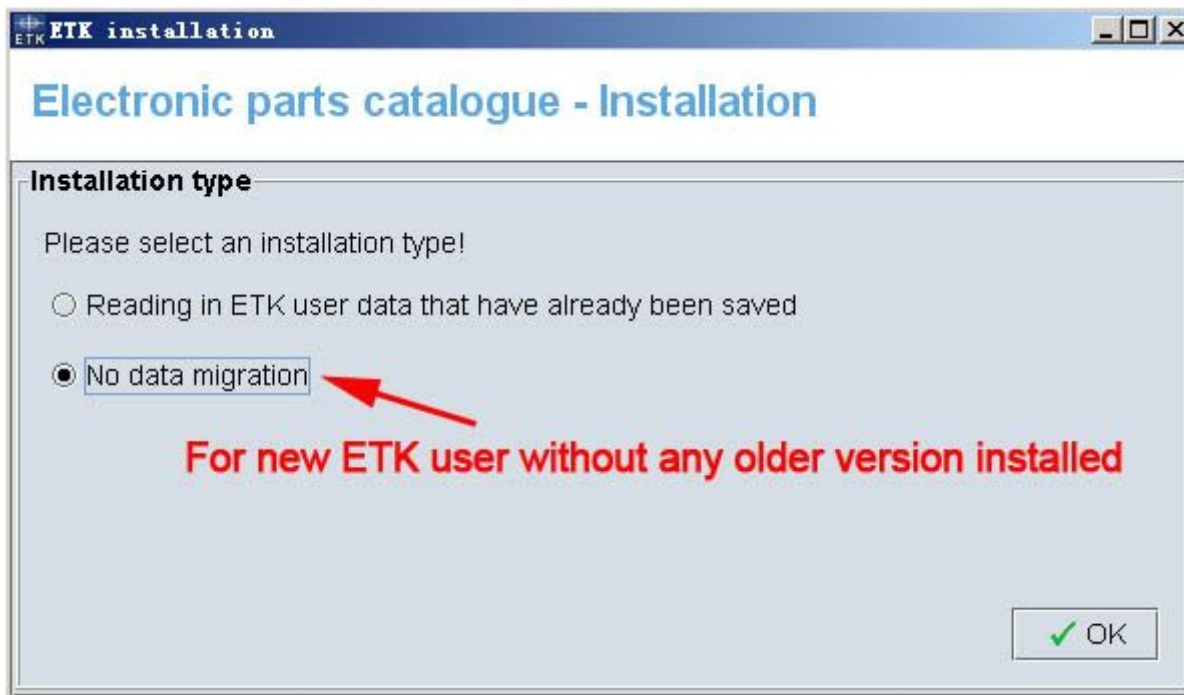 ETK ETK installation
Electronic parts catalogue - Installation
Installation type
Please select an installation type!
Reading in ETK user data that have already been saved
No data migration
For new ETK user without any older version installed
OK